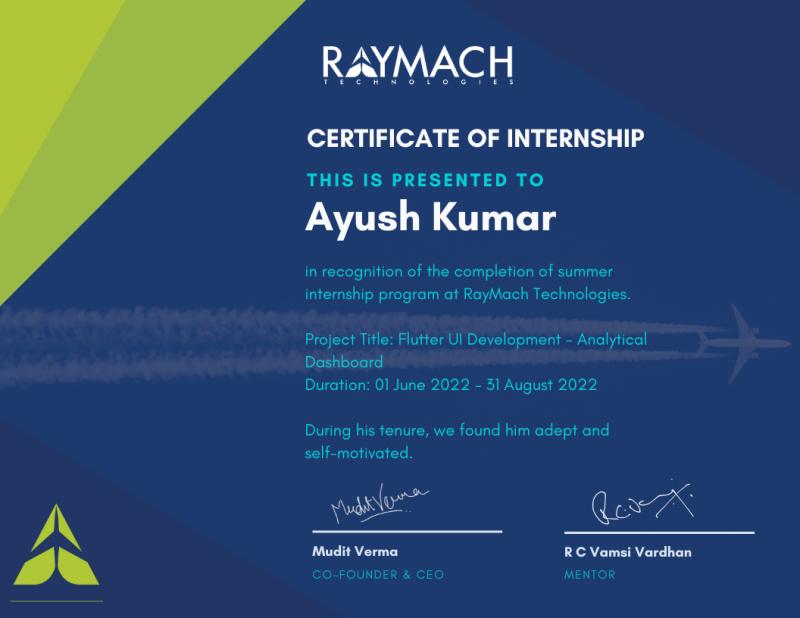 RAYMACH
TECHNOLOGIES
CERTIFICATE OF INTERNSHIP
THIS IS PRESENTED TO
Ayush Kumar
in recognition of the completion of summer
internship program at RayMach Technologies.
Project Title: Flutter UI Development - Analytical
Dashboard
Duration: 01 June 2022 - 31 August 2022
During his tenure, we found him adept and
self-motivated.
Mudit Verma
R.C.Vamsi
Mudit Verma
R C Vamsi Vardhan
CO-FOUNDER & CEO
MENTOR